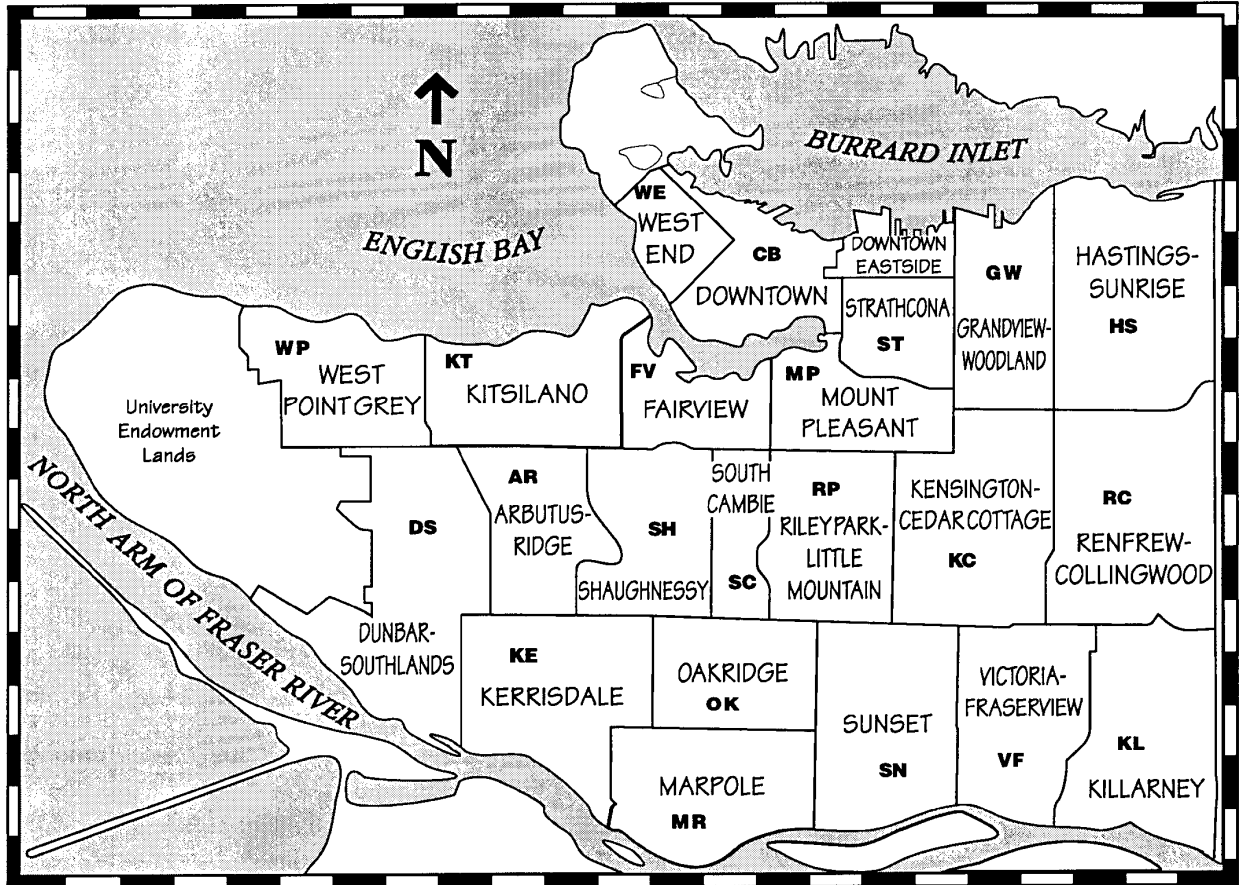 N
BURRARD INLET
ENGLISH BAY
WE
WEST
END
CB
DOWNTOWN
DOWNTOWN
EASTSIDE
STRATHCONA
ST
GW
GRANDVIEW-
WOODLAND
HASTINGS-
SUNRISE
HS
WP
WEST
POINT GREY
KT
KITSILANO
FV
FAIRVIEW
MP
MOUNT
PLEASANT
University
Endowment
Lands
NORTH ARM OF FRASER RIVER
DS
DUNBAR-
SOUTHLANDS
AR
ARBUTUS-
RIDGE
SH
SHAUGHNESSY
SOUTH
CAMBIE
SC
RP
RILEY PARK-
LITTLE
MOUNTAIN
KENSINGTON-
CEDAR COTTAGE
KC
RC
RENFREW-
COLLINGWOOD
KE
KERRISDALE
OAKRIDGE
OK
MARPOLE
MR
SUNSET
SN
VICTORIA-
FRASERVIEW
VF
KL
KILLARNEY